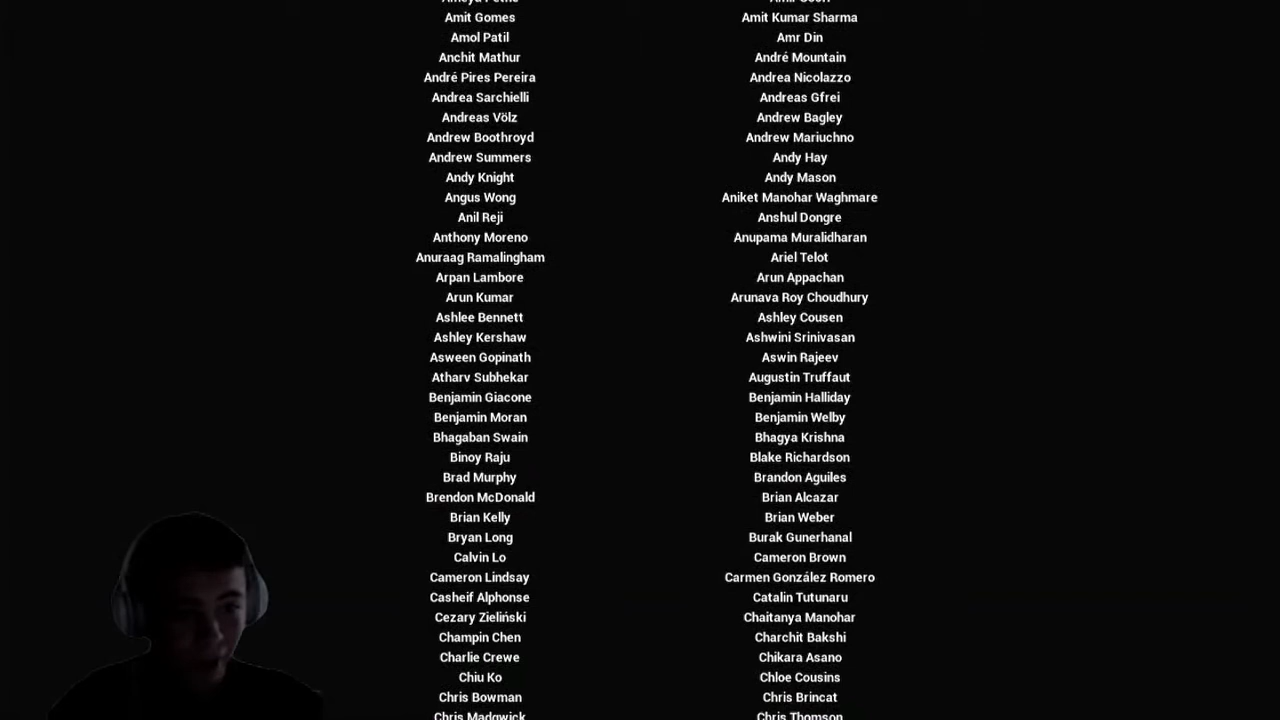 Amit Gomes Amit Kumar Sharma
Amol Patil Amr Din
Anchit Mathur André Mountain
André Pires Pereira Andrea Nicolazzo
Andrea Sarchielli Andreas Gfrei
Andreas Völz Andrew Bagley
Andrew Boothroyd Andrew Mariuchno
Andrew Summers Andy Hay
Andy Knight Andy Mason
Angus Wong Aniket Manohar Waghmare
Anil Reji Anshul Dongre
Anthony Moreno Anupama Muralidharan
Anuraag Ramalingham Ariel Telot
Arpan Lambore Arun Appachan
Arun Kumar Arunava Roy Choudhury
Ashlee Bennett Ashley Cousen
Ashley Kershaw Ashwini Srinivasan
Asween Gopinath Aswin Rajeev
Atharv Subhekar Augustin Truffaut
Benjamin Giacone Benjamin Halliday
Benjamin Moran Benjamin Welby
Bhagaban Swain Bhagya Krishna
Binoy Raju Blake Richardson
Brad Murphy Brandon Aguiles
Brendon McDonald Brian Alcazar
Brian Kelly Brian Weber
Bryan Long Burak Gunerhanal
Calvin Lo Cameron Brown
Cameron Lindsay Carmen González Romero
Casheif Alphonse Catalin Tutunaru
Cezary Zieliński Chaitanya Manohar
Champin Chen Charchit Bakshi
Charlie Crewe Chikara Asano
Chiu Ko Chloe Cousins
Chris Bowman Chris Brincat
Chris Madgwick Chris Thomson